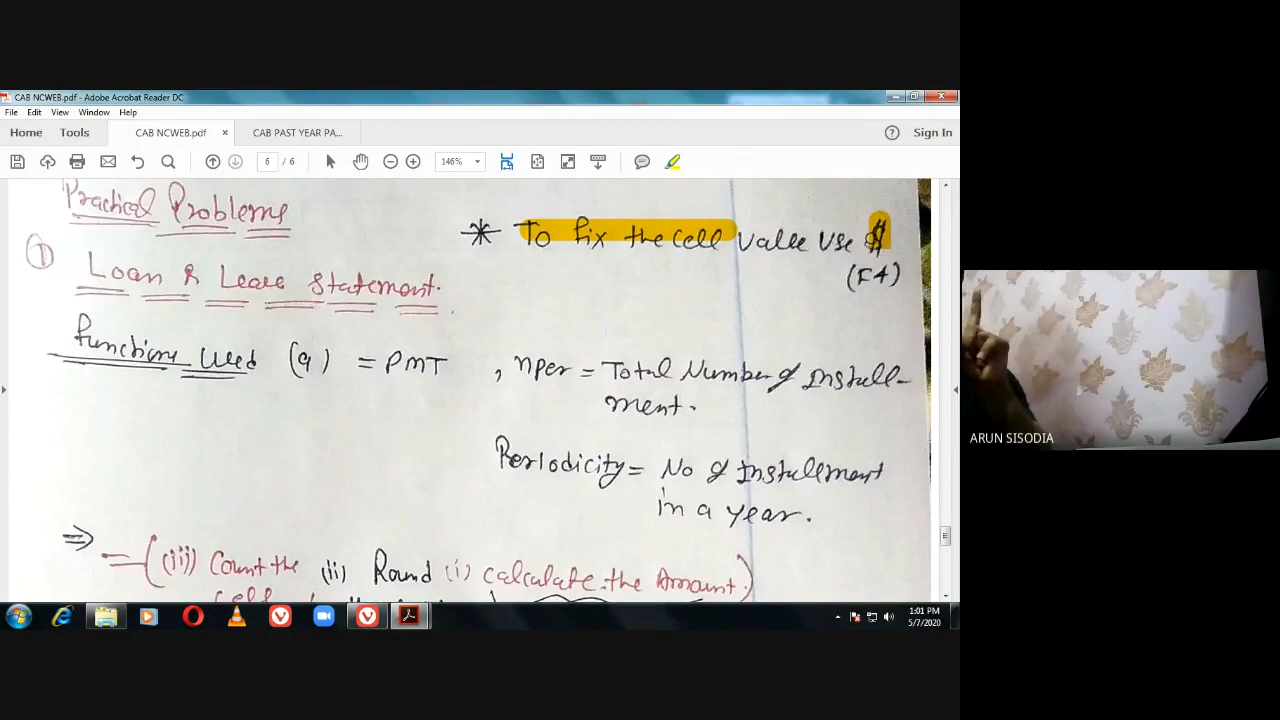 CAB NCWEB.pdf - Adobe Acrobat Reader DC
File Edit View Window Help
Home Tools CAB NCWEB.pdf × CAB PAST YEAR PA... Sign In
6 / 6 146%
Practical Problems
* To fix the cell value use $
(F4)
① Loan & Lease Statement.
Functions Used (a) = PMT , nper = Total Number of Install-
ment.
Periodicity = No of Installment
in a year.
⇒ = ((iii) Count the (ii) Round (i) calculate the Amount)
ARUN SISODIA
1:01 PM
5/7/2020